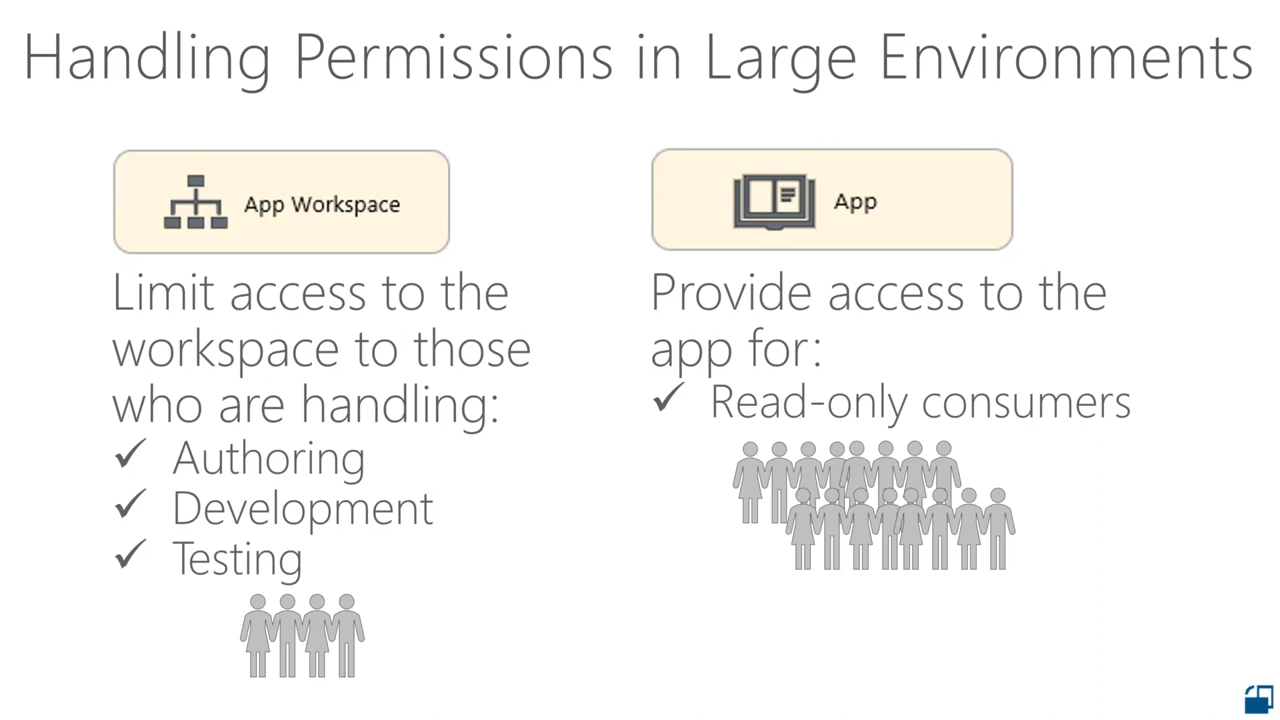 Handling Permissions in Large Environments
App Workspace
Limit access to the
workspace to those
who are handling:
✓ Authoring
✓ Development
✓ Testing
App
Provide access to the
app for:
✓ Read-only consumers